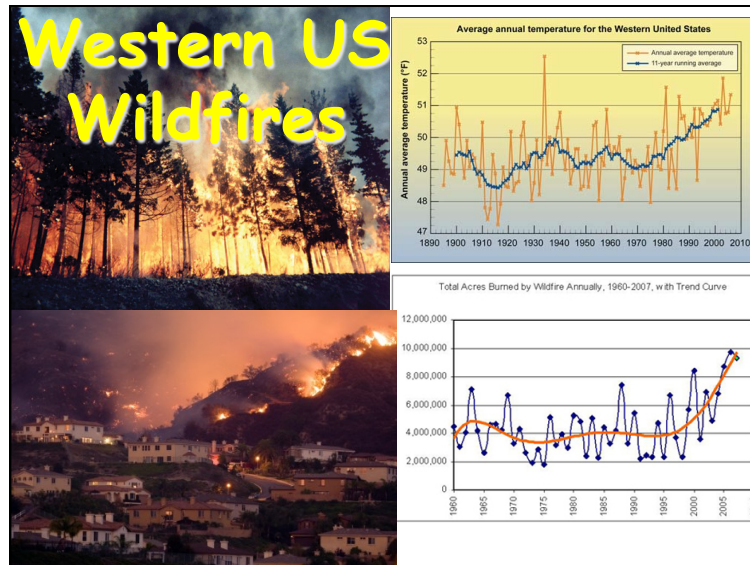 Western US
Wildfires
Average annual temperature for the Western United States
Annual average temperature
11-year running average
Annual average temperature (°F)
53
52
51
50
49
48
47
1890 1900 1910 1920 1930 1940 1950 1960 1970 1980 1990 2000 2010
Total Acres Burned by Wildfire Annually, 1960-2007, with Trend Curve
12,000,000
10,000,000
8,000,000
6,000,000
4,000,000
2,000,000
0
1960 1965 1970 1975 1980 1985 1990 1995 2000 2005